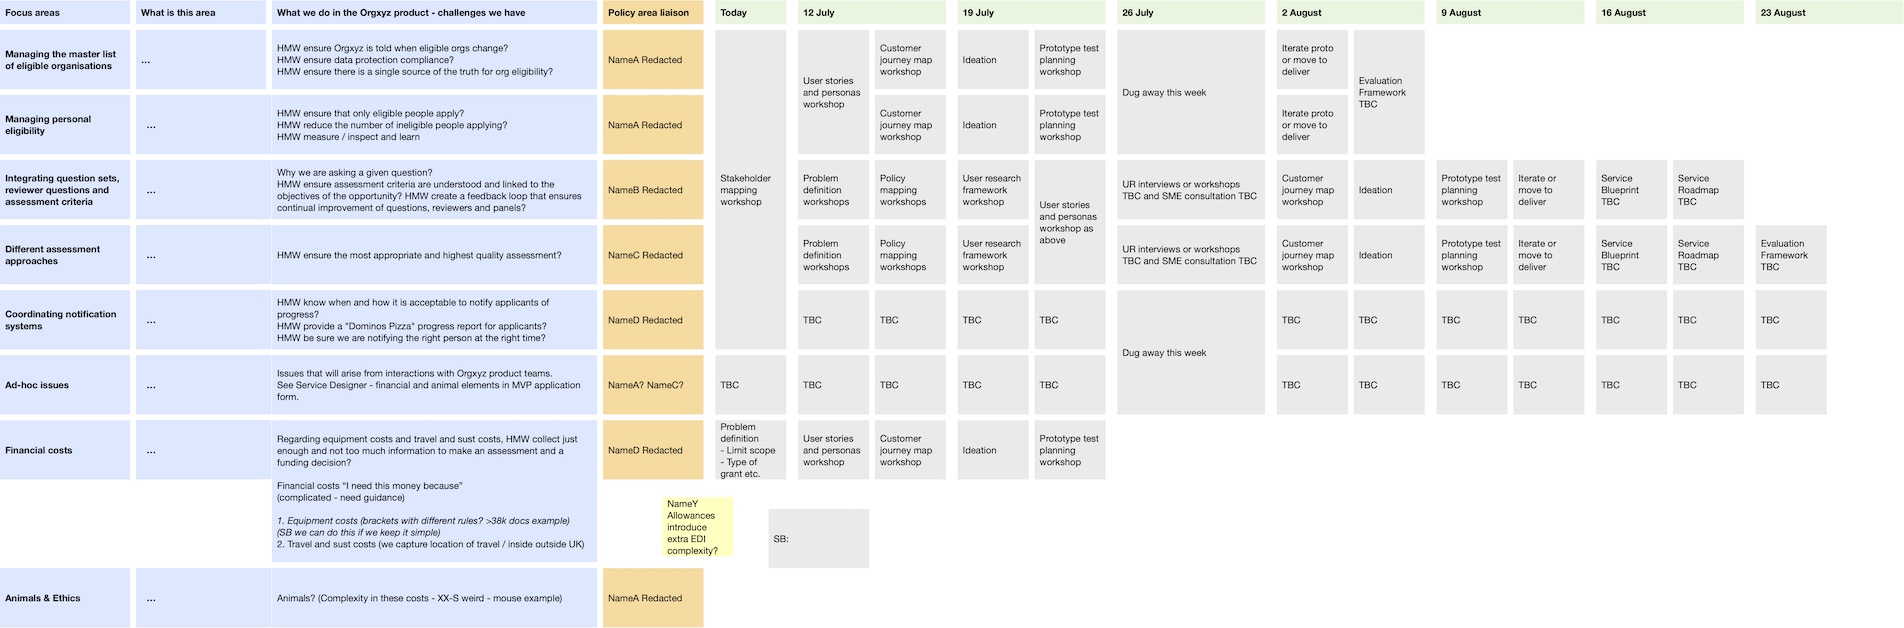 Focus areas
What is this area
What we do in the Orgxyz product - challenges we have
Policy area liaison
Today
12 July
19 July
26 July
2 August
9 August
16 August
23 August
Managing the master list
of eligible organisations
...
HMW ensure Orgxyz is told when eligible orgs change?
HMW ensure data protection compliance?
HMW ensure there is a single source of the truth for org eligibility?
NameA Redacted
Stakeholder
mapping
workshop
User stories
and personas
workshop
Customer
journey map
workshop
Ideation
Prototype test
planning
workshop
Dug away this week
Iterate proto
or move to
deliver
Evaluation
Framework
TBC
Managing personal
eligibility
...
HMW ensure that only eligible people apply?
HMW reduce the number of ineligible people applying?
HMW measure / inspect and learn
NameA Redacted
Customer
journey map
workshop
Ideation
Prototype test
planning
workshop
Iterate proto
or move to
deliver
Integrating question sets,
reviewer questions and
assessment criteria
...
Why we are asking a given question?
HMW ensure assessment criteria are understood and linked to the
objectives of the opportunity? HMW create a feedback loop that ensures
continual improvement of questions, reviewers and panels?
NameB Redacted
Problem
definition
workshops
Policy
mapping
workshops
User research
framework
workshop
User stories
and personas
workshop as
above
UR interviews or workshops
TBC and SME consultation TBC
Customer
journey map
workshop
Ideation
Prototype test
planning
workshop
Iterate or
move to
deliver
Service
Blueprint
TBC
Service
Roadmap
TBC
Different assessment
approaches
...
HMW ensure the most appropriate and highest quality assessment?
NameC Redacted
Problem
definition
workshops
Policy
mapping
workshops
User research
framework
workshop
UR interviews or workshops
TBC and SME consultation TBC
Customer
journey map
workshop
Ideation
Prototype test
planning
workshop
Iterate or
move to
deliver
Service
Blueprint
TBC
Service
Roadmap
TBC
Evaluation
Framework
TBC
Coordinating notification
systems
...
HMW know when and how it is acceptable to notify applicants of
progress?
HMW provide a "Dominos Pizza" progress report for applicants?
HMW be sure we are notifying the right person at the right time?
NameD Redacted
TBC
TBC
TBC
TBC
Dug away this week
TBC
TBC
TBC
TBC
TBC
TBC
TBC
Ad-hoc issues
...
Issues that will arise from interactions with Orgxyz product teams.
See Service Designer - financial and animal elements in MVP application
form.
NameA? NameC?
TBC
TBC
TBC
TBC
TBC
TBC
TBC
TBC
TBC
TBC
TBC
TBC
Financial costs
...
Regarding equipment costs and travel and sust costs, HMW collect just
enough and not too much information to make an assessment and a
funding decision?
Financial costs “I need this money because”
(complicated - need guidance)
1. Equipment costs (brackets with different rules? >38k docs example)
(SB we can do this if we keep it simple)
2. Travel and sust costs (we capture location of travel / inside outside UK)
NameD Redacted
Problem
definition
- Limit scope
- Type of
grant etc.
User stories
and personas
workshop
Customer
journey map
workshop
Ideation
Prototype test
planning
workshop
NameY
Allowances
introduce
extra EDI
complexity?
SB:
Animals & Ethics
...
Animals? (Complexity in these costs - XX-S weird - mouse example)
NameA Redacted